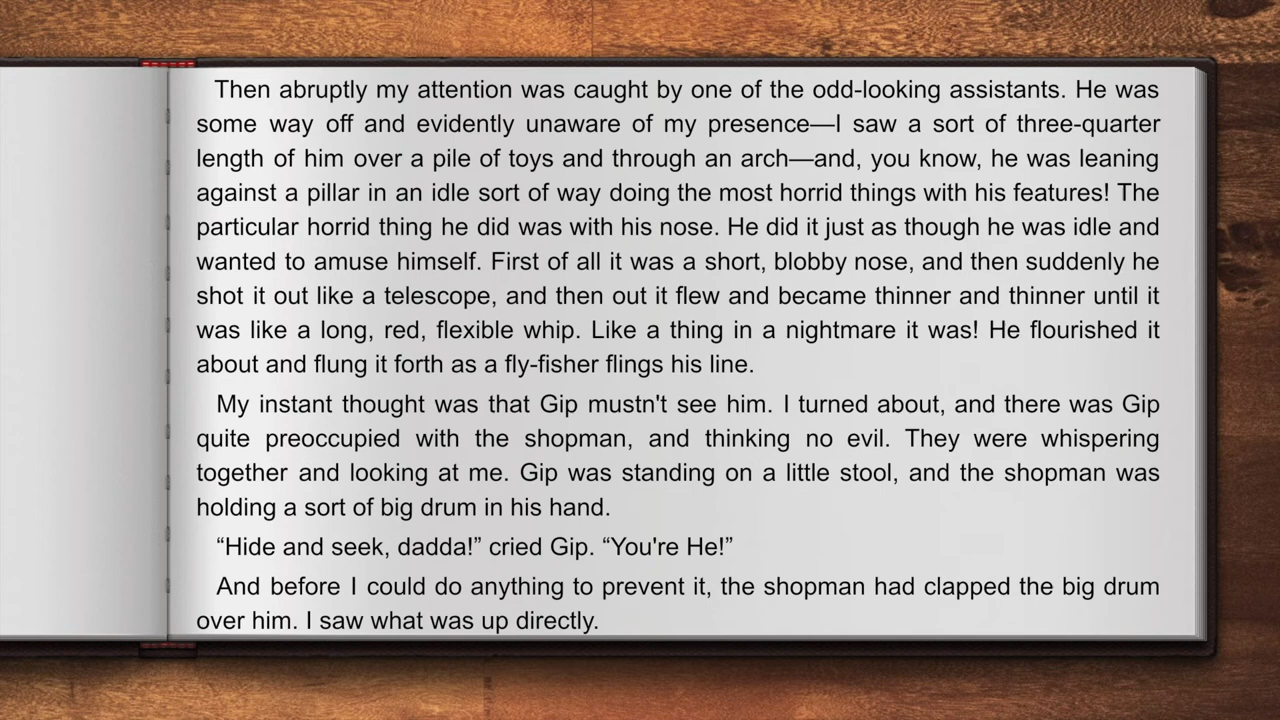 Then abruptly my attention was caught by one of the odd-looking assistants. He was
some way off and evidently unaware of my presence—I saw a sort of three-quarter
length of him over a pile of toys and through an arch—and, you know, he was leaning
against a pillar in an idle sort of way doing the most horrid things with his features! The
particular horrid thing he did was with his nose. He did it just as though he was idle and
wanted to amuse himself. First of all it was a short, blobby nose, and then suddenly he
shot it out like a telescope, and then out it flew and became thinner and thinner until it
was like a long, red, flexible whip. Like a thing in a nightmare it was! He flourished it
about and flung it forth as a fly-fisher flings his line.
My instant thought was that Gip mustn't see him. I turned about, and there was Gip
quite preoccupied with the shopman, and thinking no evil. They were whispering
together and looking at me. Gip was standing on a little stool, and the shopman was
holding a sort of big drum in his hand.
“Hide and seek, dadda!” cried Gip. “You're He!”
And before I could do anything to prevent it, the shopman had clapped the big drum
over him. I saw what was up directly.